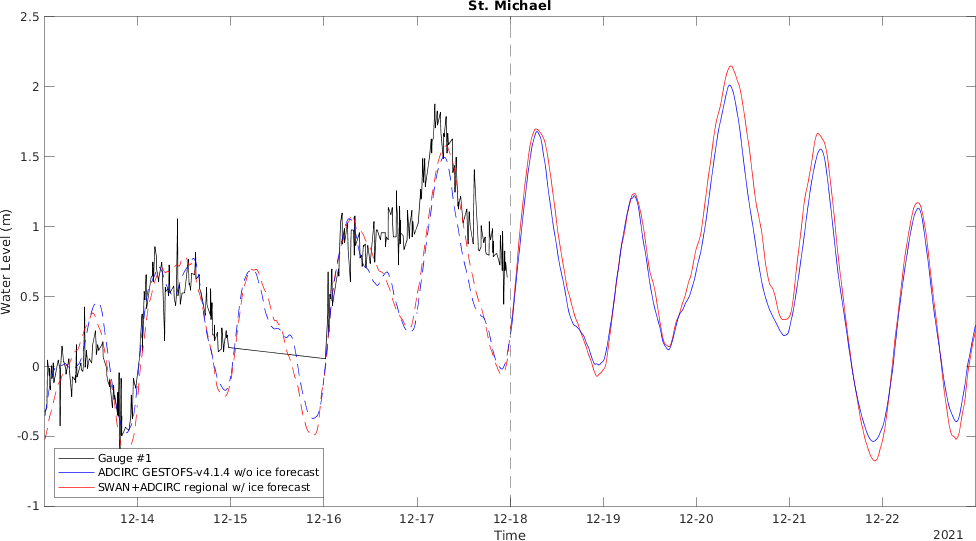 St. Michael
2.5
2
1.5
1
0.5
0
-0.5
-1
Water Level (m)
Gauge #1
ADCIRC GESTOFS-v4.1.4 w/o ice forecast
SWAN+ADCIRC regional w/ ice forecast
12-14 12-15 12-16 12-17 12-18 12-19 12-20 12-21 12-22
Time
2021